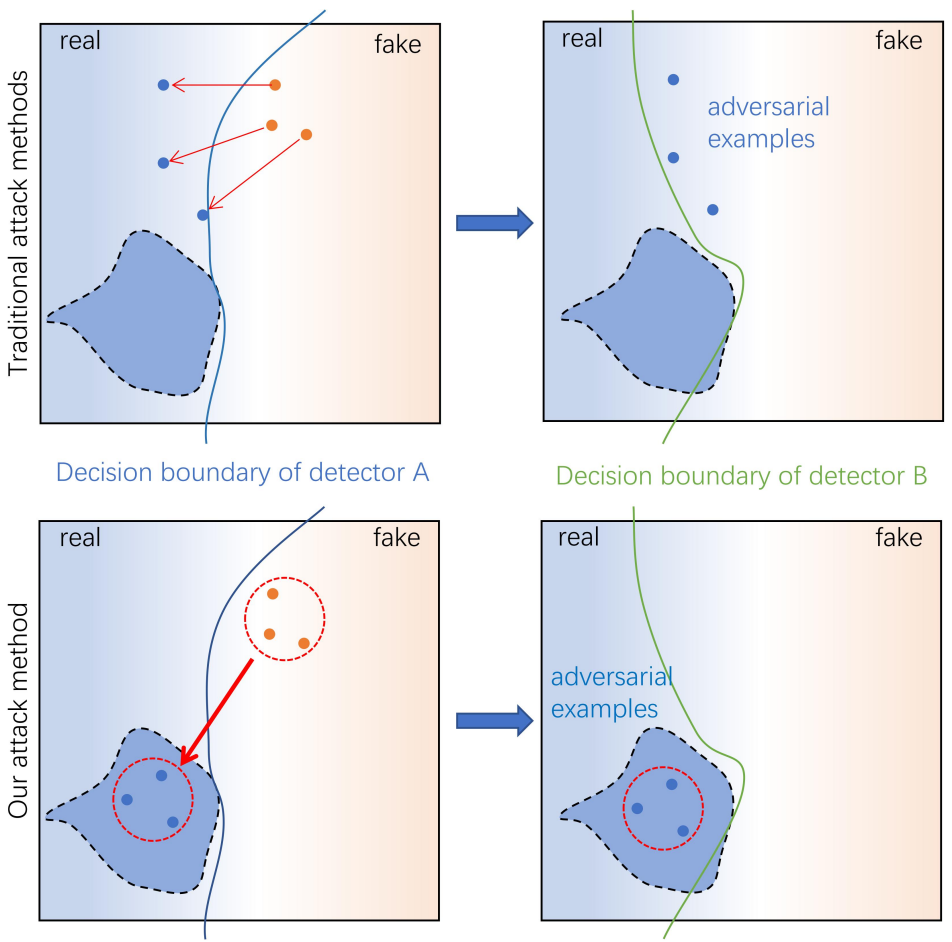 Traditional attack methods
real
fake
real
fake
adversarial
examples
Decision boundary of detector A
Decision boundary of detector B
Our attack method
real
fake
real
fake
adversarial
examples